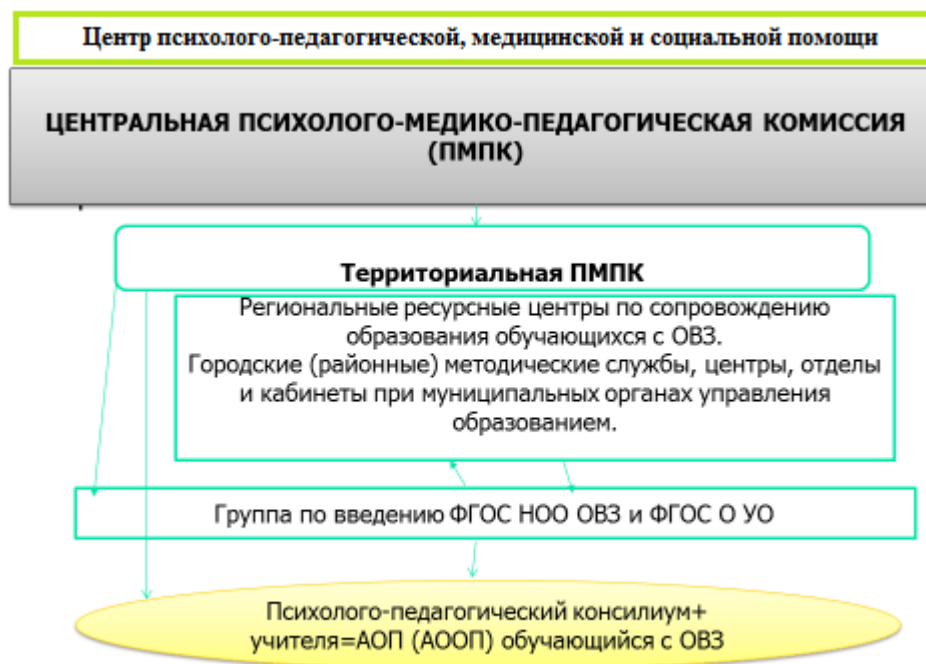 Центр психолого-педагогической, медицинской и социальной помощи
ЦЕНТРАЛЬНАЯ ПСИХОЛОГО-МЕДИКО-ПЕДАГОГИЧЕСКАЯ КОМИССИЯ
(ПМПК)
Территориальная ПМПК
Региональные ресурсные центры по сопровождению
образования обучающихся с ОВЗ.
Городские (районные) методические службы, центры, отделы
и кабинеты при муниципальных органах управления
образованием.
Группа по введению ФГОС НОО ОВЗ и ФГОС О УО
Психолого-педагогический консилиум+
учителя=АОП (АООП) обучающийся с ОВЗ